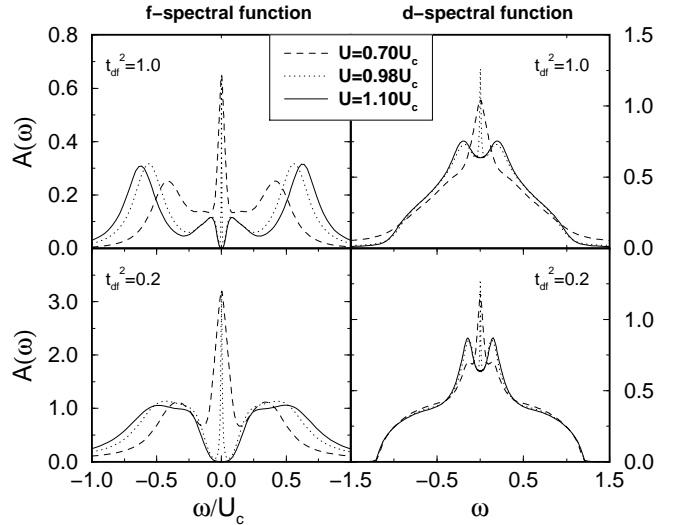 f−spectral function
d−spectral function
0.8
0.6
0.4
0.2
0.0
A(ω)
t_df^2=1.0
U=0.70U_c
U=0.98U_c
U=1.10U_c
t_df^2=1.0
1.5
1.0
0.5
0.0
3.0
2.0
1.0
0.0
A(ω)
t_df^2=0.2
t_df^2=0.2
1.0
0.5
0.0
−1.0 −0.5 0.0 0.5
−1.5 −0.5 0.5 1.5
ω/U_c
ω